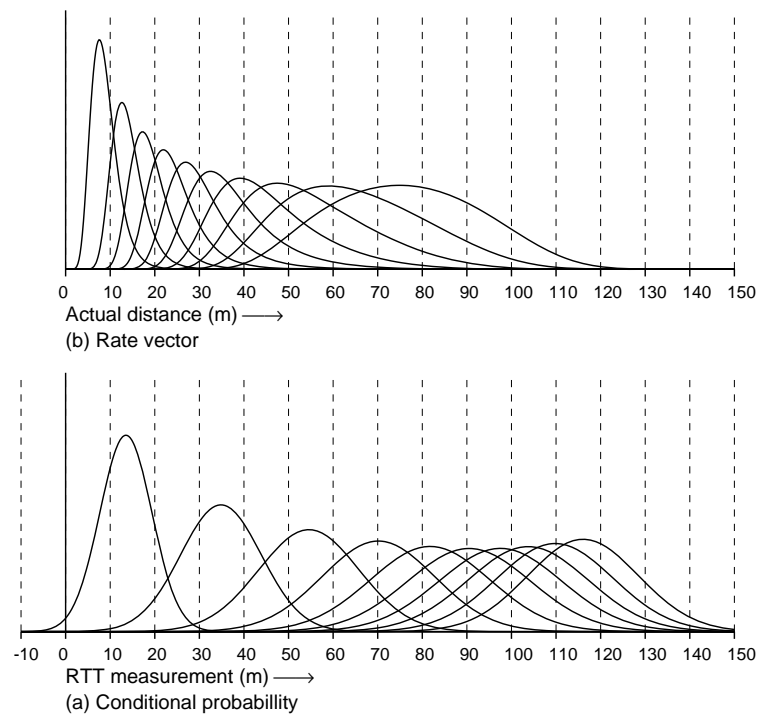 0 10 20 30 40 50 60 70 80 90 100 110 120 130 140 150
Actual distance (m) ⟶
(b) Rate vector
-10 0 10 20 30 40 50 60 70 80 90 100 110 120 130 140 150
RTT measurement (m) ⟶
(a) Conditional probabillity